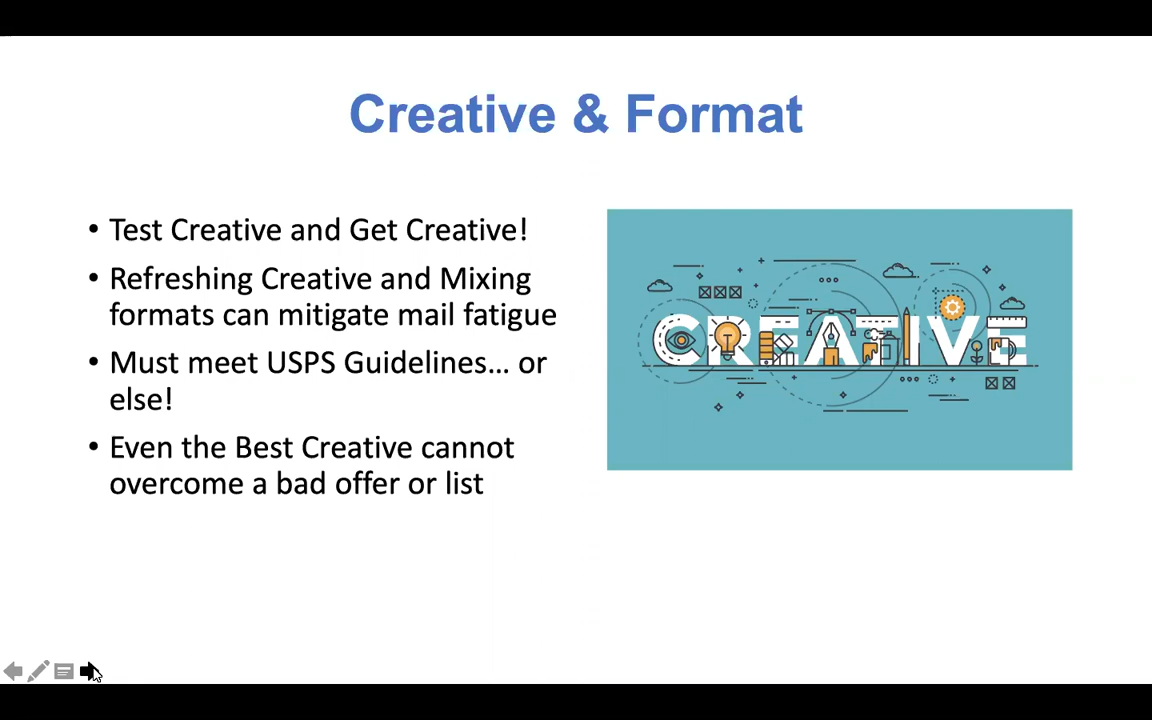 Creative & Format
• Test Creative and Get Creative!
• Refreshing Creative and Mixing
formats can mitigate mail fatigue
• Must meet USPS Guidelines... or
else!
• Even the Best Creative cannot
overcome a bad offer or list
CREATIVE